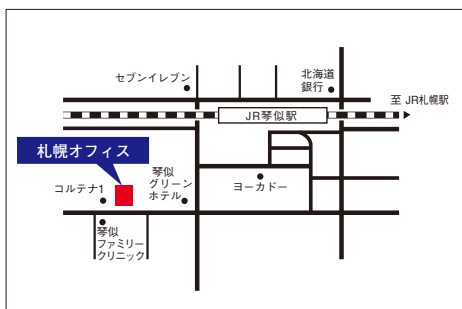 セブンイレブン
北海道
銀行
至 JR札幌駅
JR琴似駅
札幌オフィス
コルテナ1
琴似
グリーン
ホテル
ヨーカドー
琴似
ファミリー
クリニック